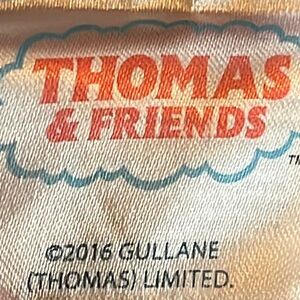 THOMAS
& FRIENDS
™
©2016 GULLANE
(THOMAS) LIMITED.